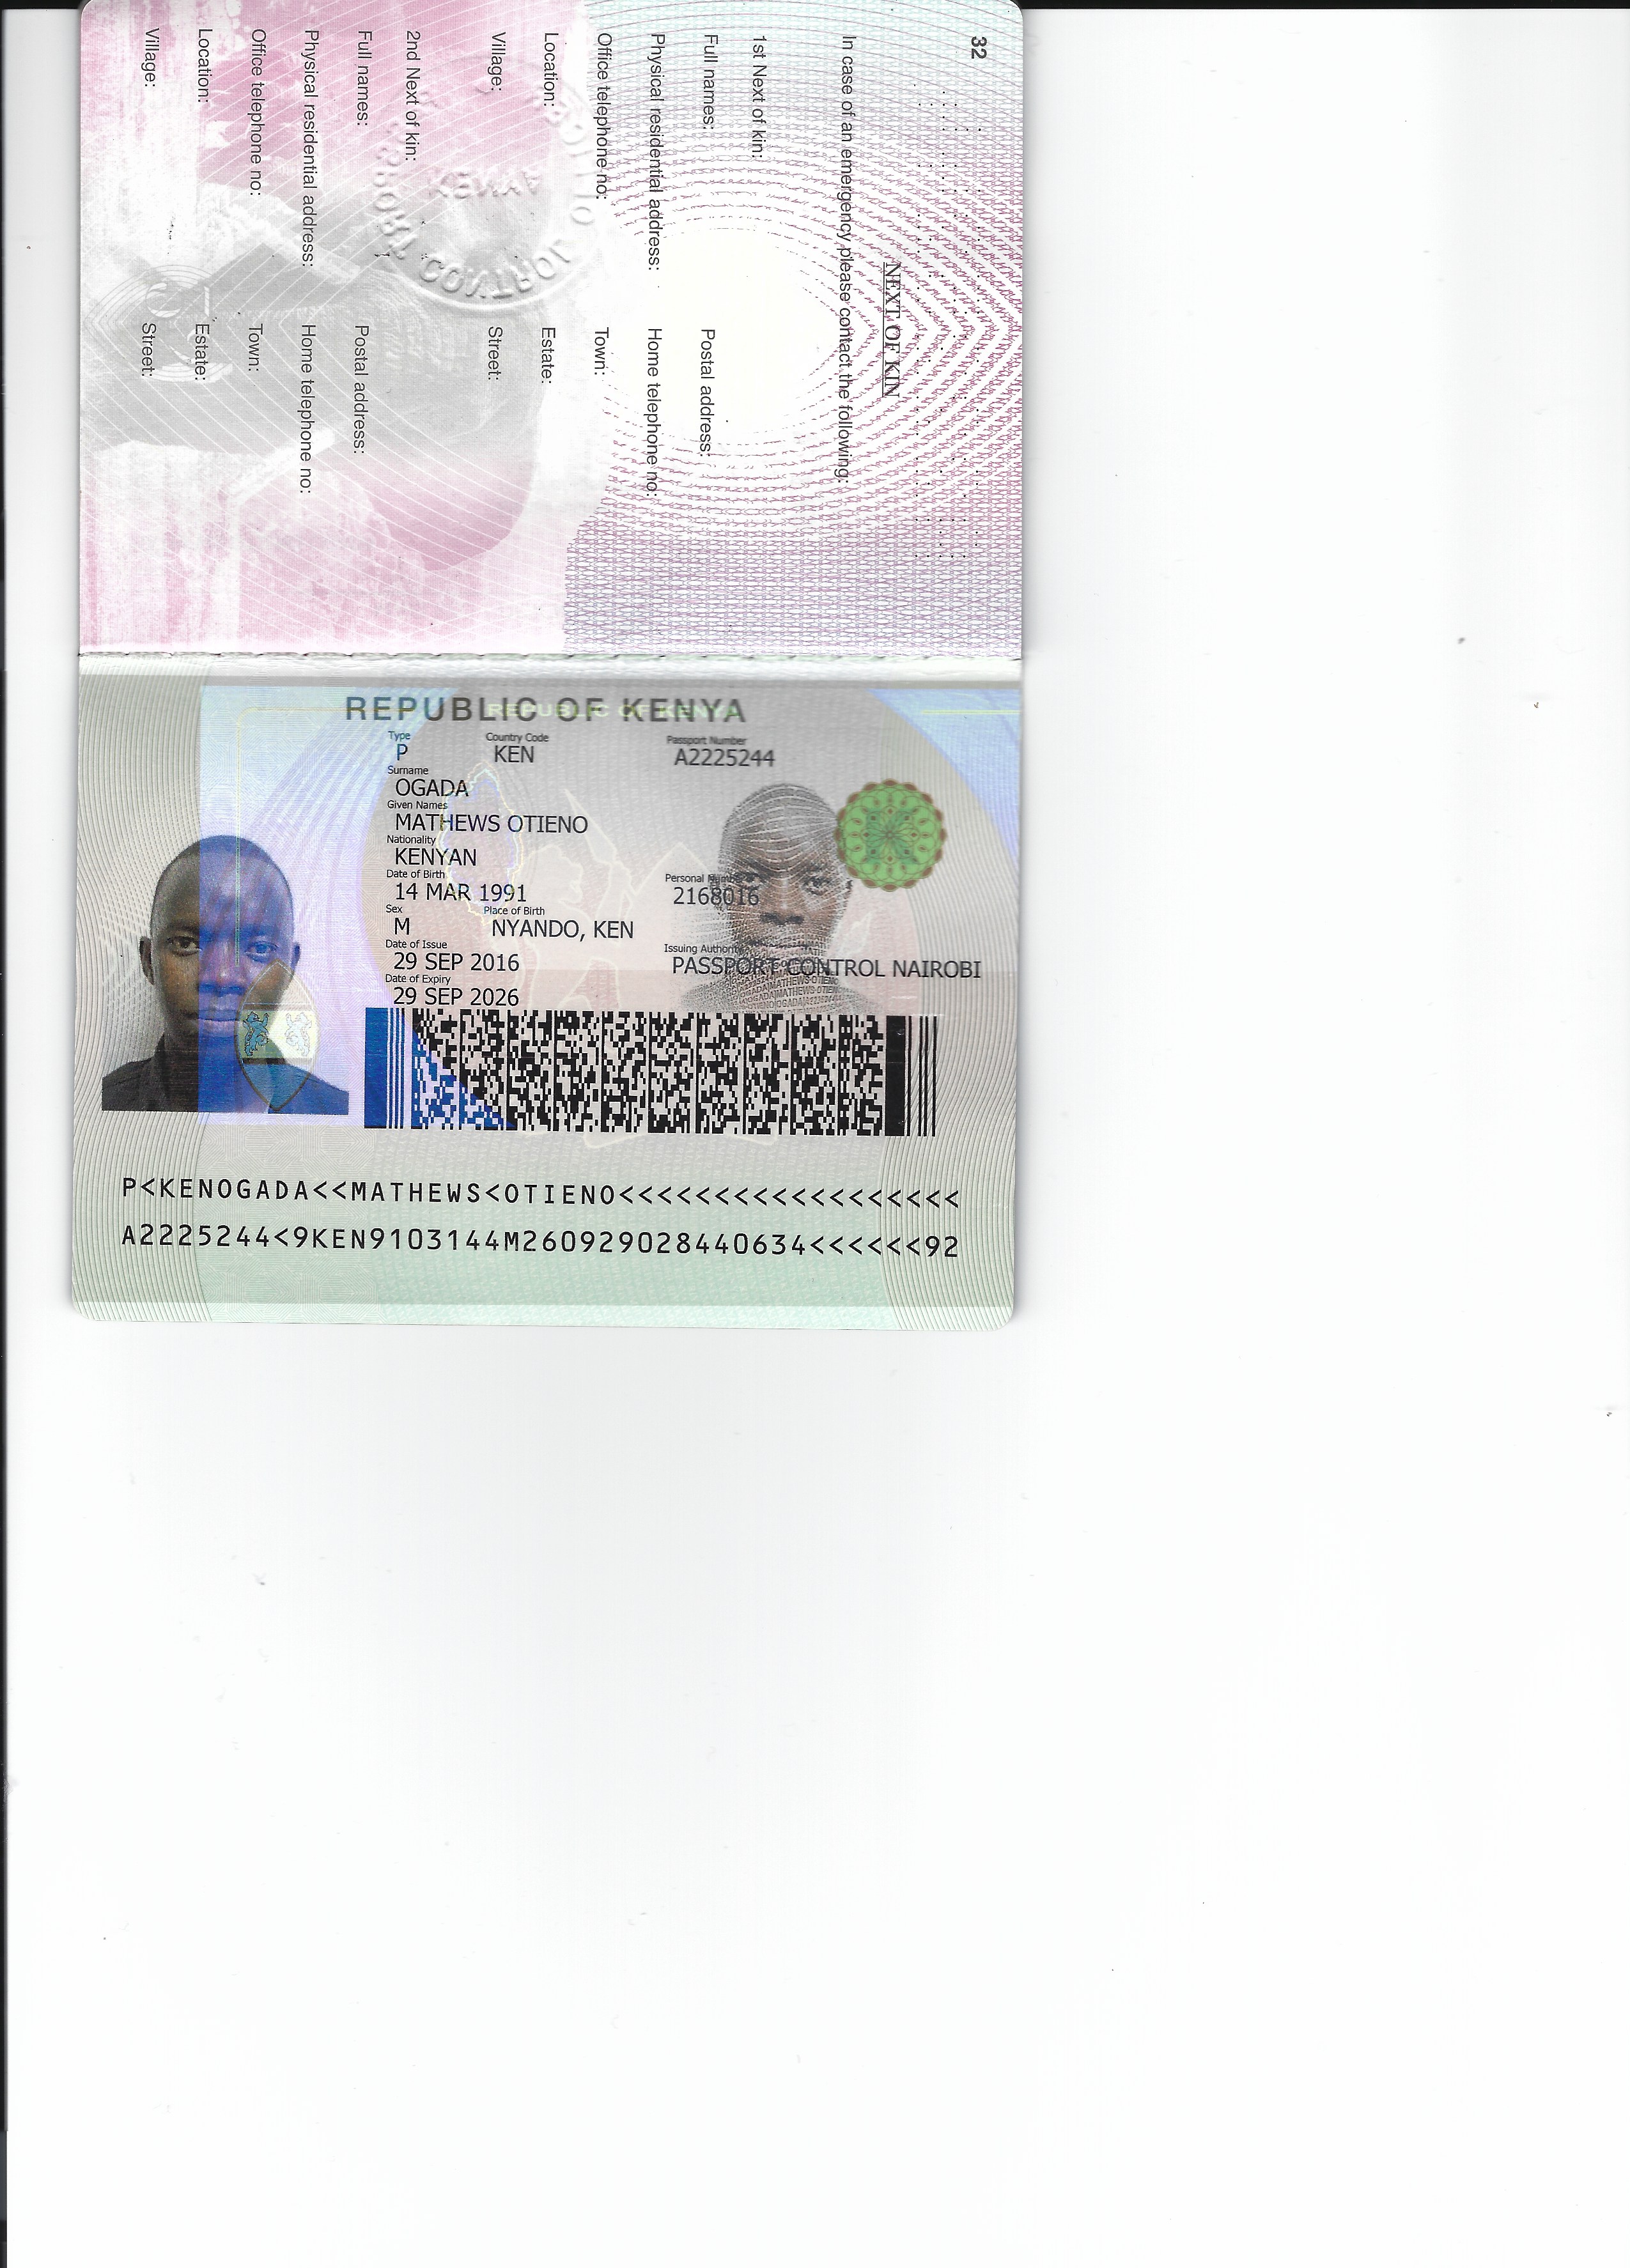 32
NEXT OF KIN
In case of an emergency please contact the following:
1st Next of kin:
Full names: Postal address:
Physical residential address: Home telephone no:
Office telephone no: Town:
Location: Estate:
Village: Street:
2nd Next of kin:
Full names: Postal address:
Physical residential address: Home telephone no:
Office telephone no: Town:
Location: Estate:
Village: Street:
KENYA
REPUBLIC OF KENYA
REPUBLIC OF KENYA
Type Country Code Passport Number
P KEN A2225244
Surname
OGADA
Given Names
MATHEWS OTIENO
Nationality
KENYAN
Date of Birth Personal Number
14 MAR 1991 2168016
Sex Place of Birth
M NYANDO, KEN
Date of Issue Issuing Authority
29 SEP 2016 PASSPORT CONTROL NAIROBI
Date of Expiry
29 SEP 2026
P<KENOGADA<<MATHEWS<OTIENO<<<<<<<<<<<<<<<<<<
A2225244<9KEN9103144M260929028440634<<<<<<92